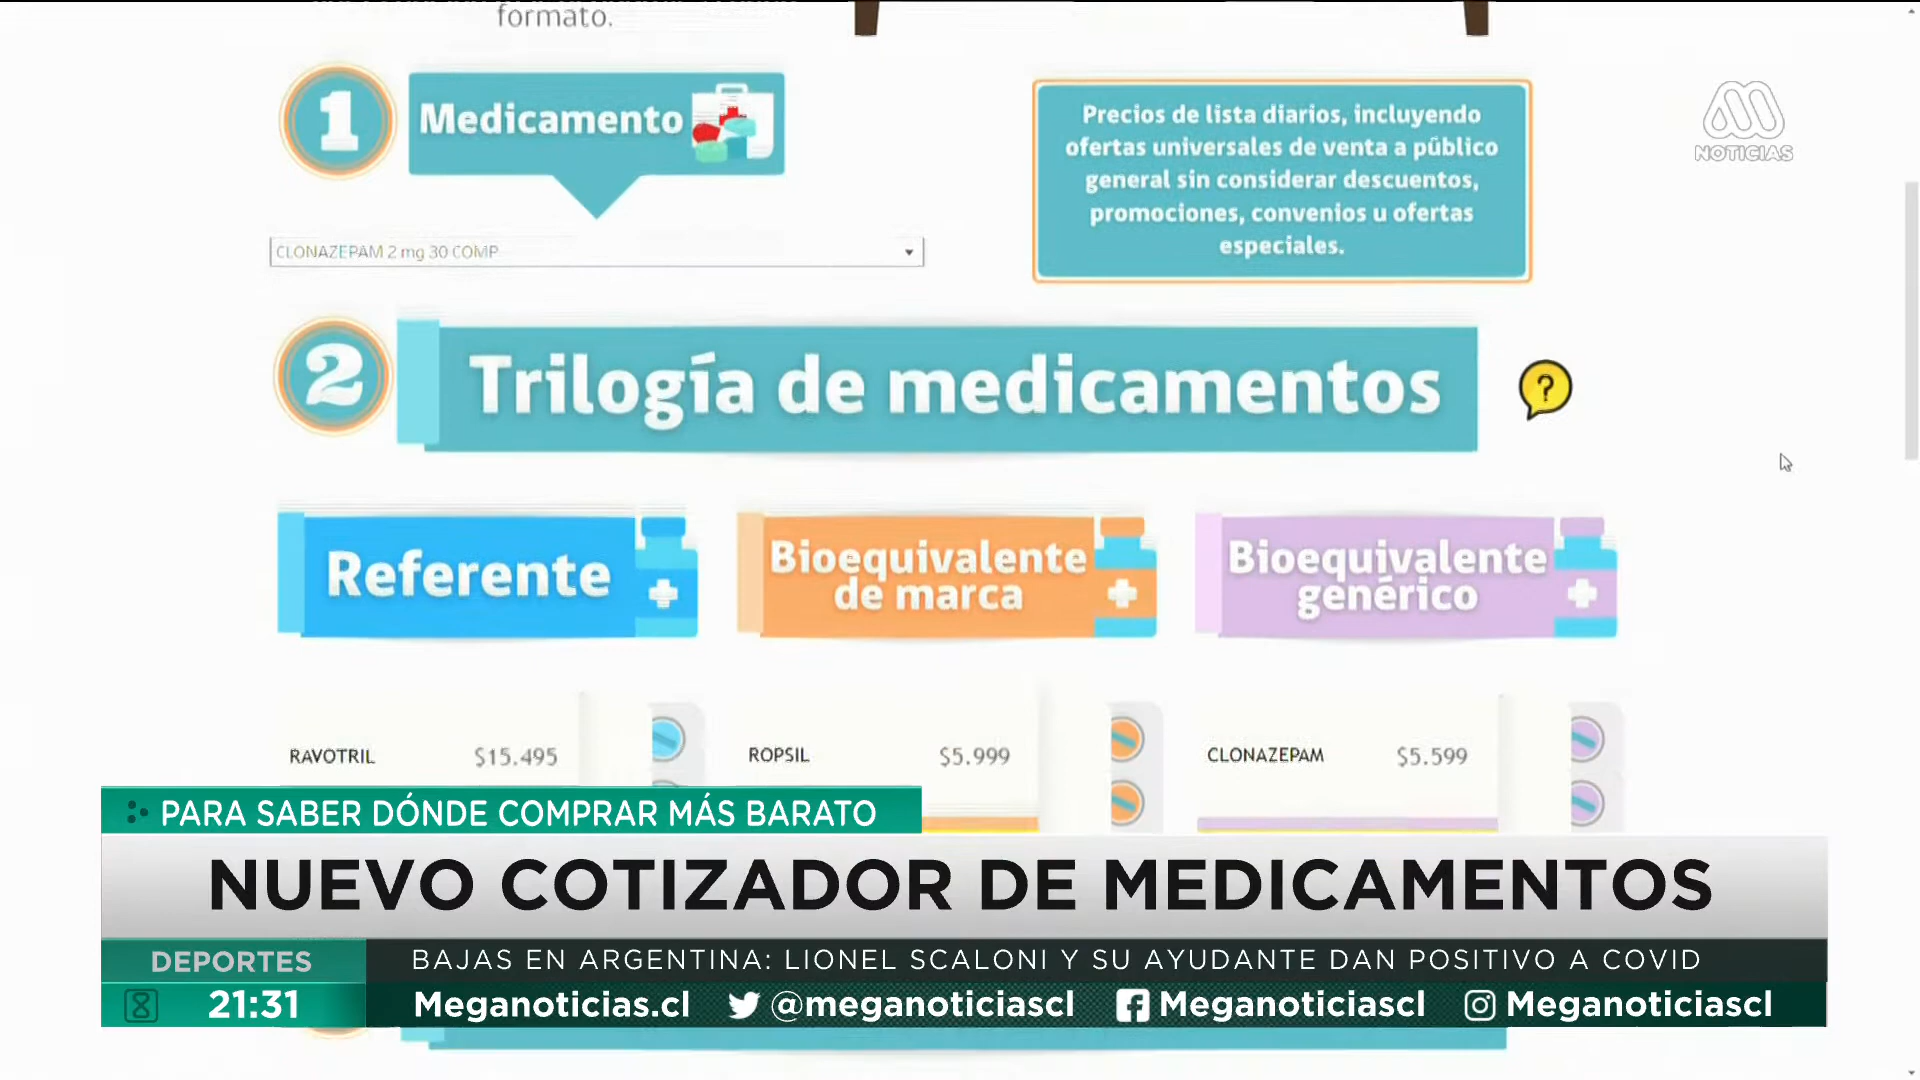 formato.
1
Medicamento
Precios de lista diarios, incluyendo
ofertas universales de venta a público
general sin considerar descuentos,
promociones, convenios u ofertas
especiales.
NOTICIAS
CLONAZEPAM 2 mg 30 COMP
2
Trilogía de medicamentos
?
Referente
Bioequivalente
de marca
Bioequivalente
genérico
RAVOTRIL $15.495
ROPSIL $5.999
CLONAZEPAM $5.599
PARA SABER DÓNDE COMPRAR MÁS BARATO
NUEVO COTIZADOR DE MEDICAMENTOS
DEPORTES
BAJAS EN ARGENTINA: LIONEL SCALONI Y SU AYUDANTE DAN POSITIVO A COVID
21:31
Meganoticias.cl @meganoticiascl Meganoticiascl Meganoticiascl